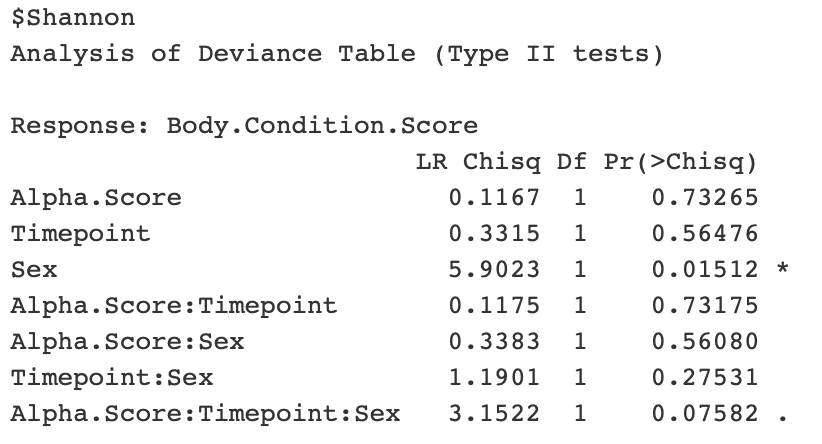 $Shannon
Analysis of Deviance Table (Type II tests)

Response: Body.Condition.Score
                          LR Chisq Df Pr(>Chisq)
Alpha.Score                 0.1167  1    0.73265
Timepoint                   0.3315  1    0.56476
Sex                         5.9023  1    0.01512 *
Alpha.Score:Timepoint       0.1175  1    0.73175
Alpha.Score:Sex             0.3383  1    0.56080
Timepoint:Sex               1.1901  1    0.27531
Alpha.Score:Timepoint:Sex   3.1522  1    0.07582 .